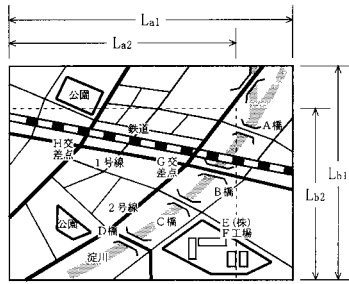 La1
La2
公園
A橋
鉄道
H交
差点
1号線
G交
差点
Lb1
Lb2
B橋
2号線
E(株)
F工場
公園
D橋
C橋
淀川